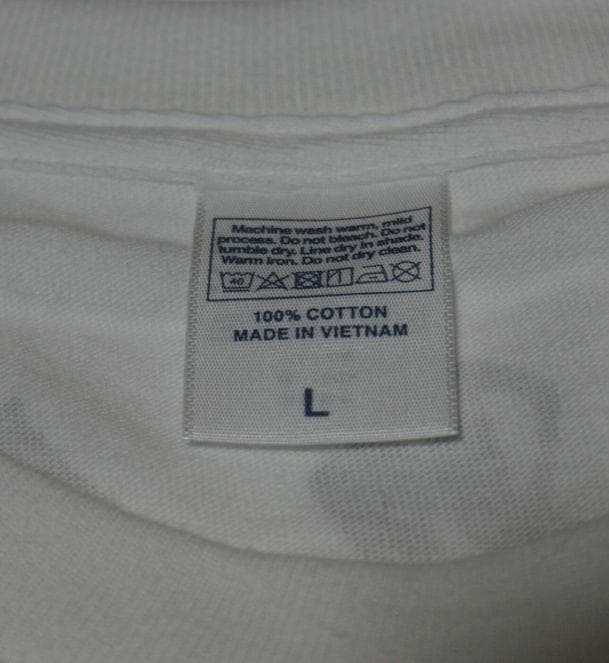 Machine wash warm, mild
process. Do not bleach. Do not
tumble dry. Line dry in shade.
Warm iron. Do not dry clean.
40
100% COTTON
MADE IN VIETNAM
L